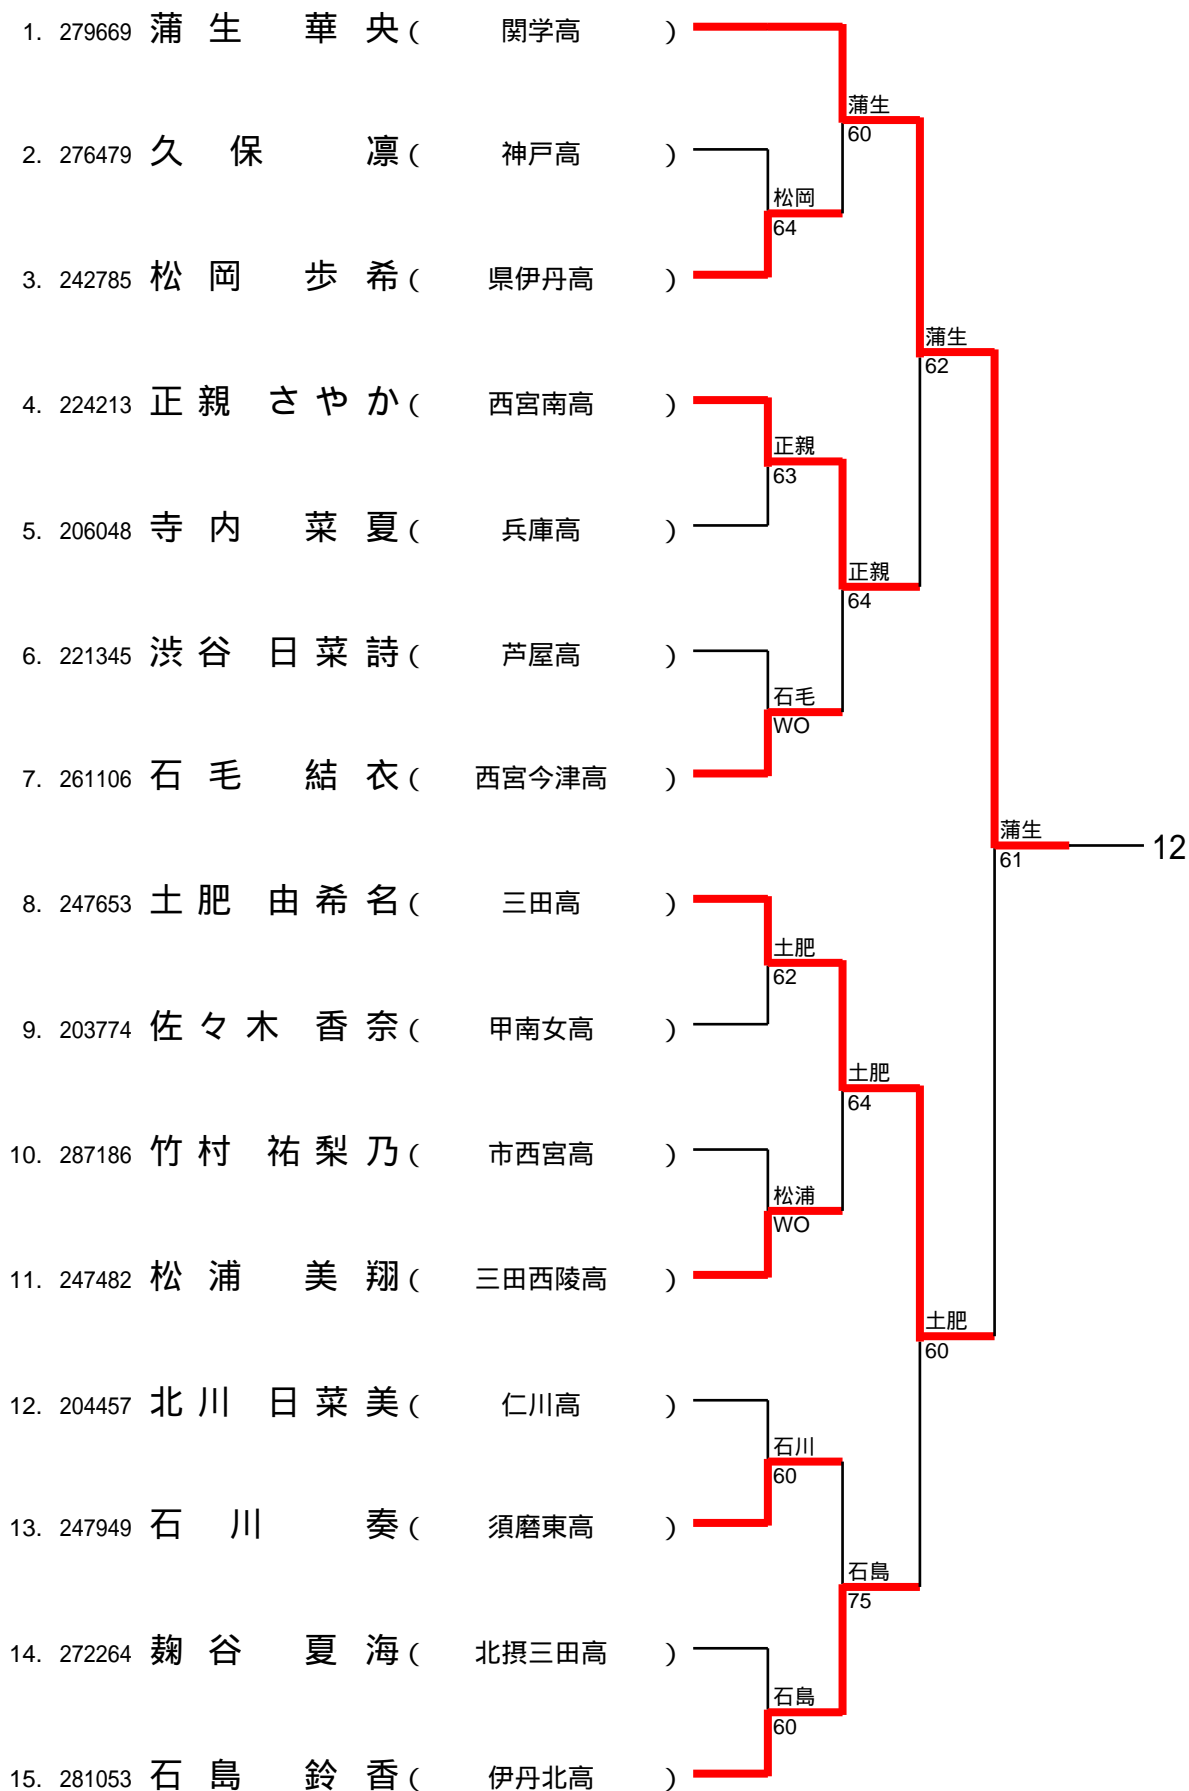 1. 279669 蒲生 華央 ( 関学高 )
蒲生
60
2. 276479 久保 凛 ( 神戸高 )
松岡
64
3. 242785 松岡 歩希 ( 県伊丹高 )
蒲生
62
4. 224213 正親 さやか ( 西宮南高 )
正親
63
5. 206048 寺内 菜夏 ( 兵庫高 )
正親
64
6. 221345 渋谷 日菜詩 ( 芦屋高 )
石毛
WO
7. 261106 石毛 結衣 ( 西宮今津高 )
蒲生
61
12
8. 247653 土肥 由希名 ( 三田高 )
土肥
62
9. 203774 佐々木 香奈 ( 甲南女高 )
土肥
64
10. 287186 竹村 祐梨乃 ( 市西宮高 )
松浦
WO
11. 247482 松浦 美翔 ( 三田西陵高 )
土肥
60
12. 204457 北川 日菜美 ( 仁川高 )
石川
60
13. 247949 石川 奏 ( 須磨東高 )
石島
75
14. 272264 麹谷 夏海 ( 北摂三田高 )
石島
60
15. 281053 石島 鈴香 ( 伊丹北高 )